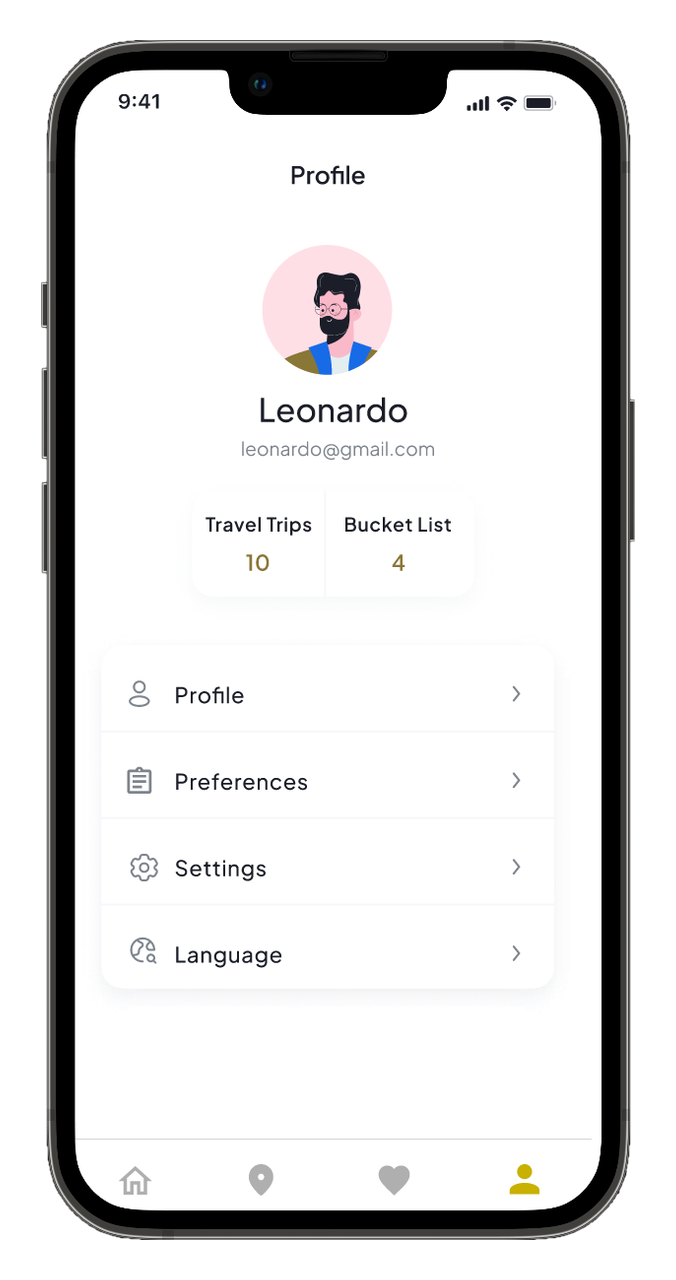 9:41
Profile
Leonardo
leonardo@gmail.com
Travel Trips
10
Bucket List
4
Profile
Preferences
Settings
Language